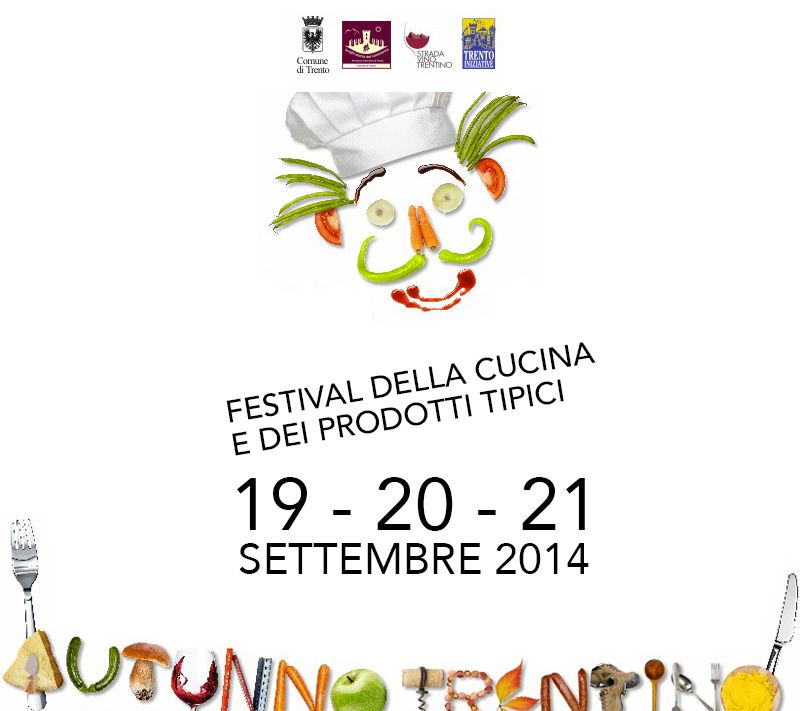 Comune
di Trento
STRADA
VINO
TRENTINO
TRENTO
INIZIATIVE
FESTIVAL DELLA CUCINA
E DEI PRODOTTI TIPICI
19 - 20 - 21
SETTEMBRE 2014
AUTUNNO TRENTINO